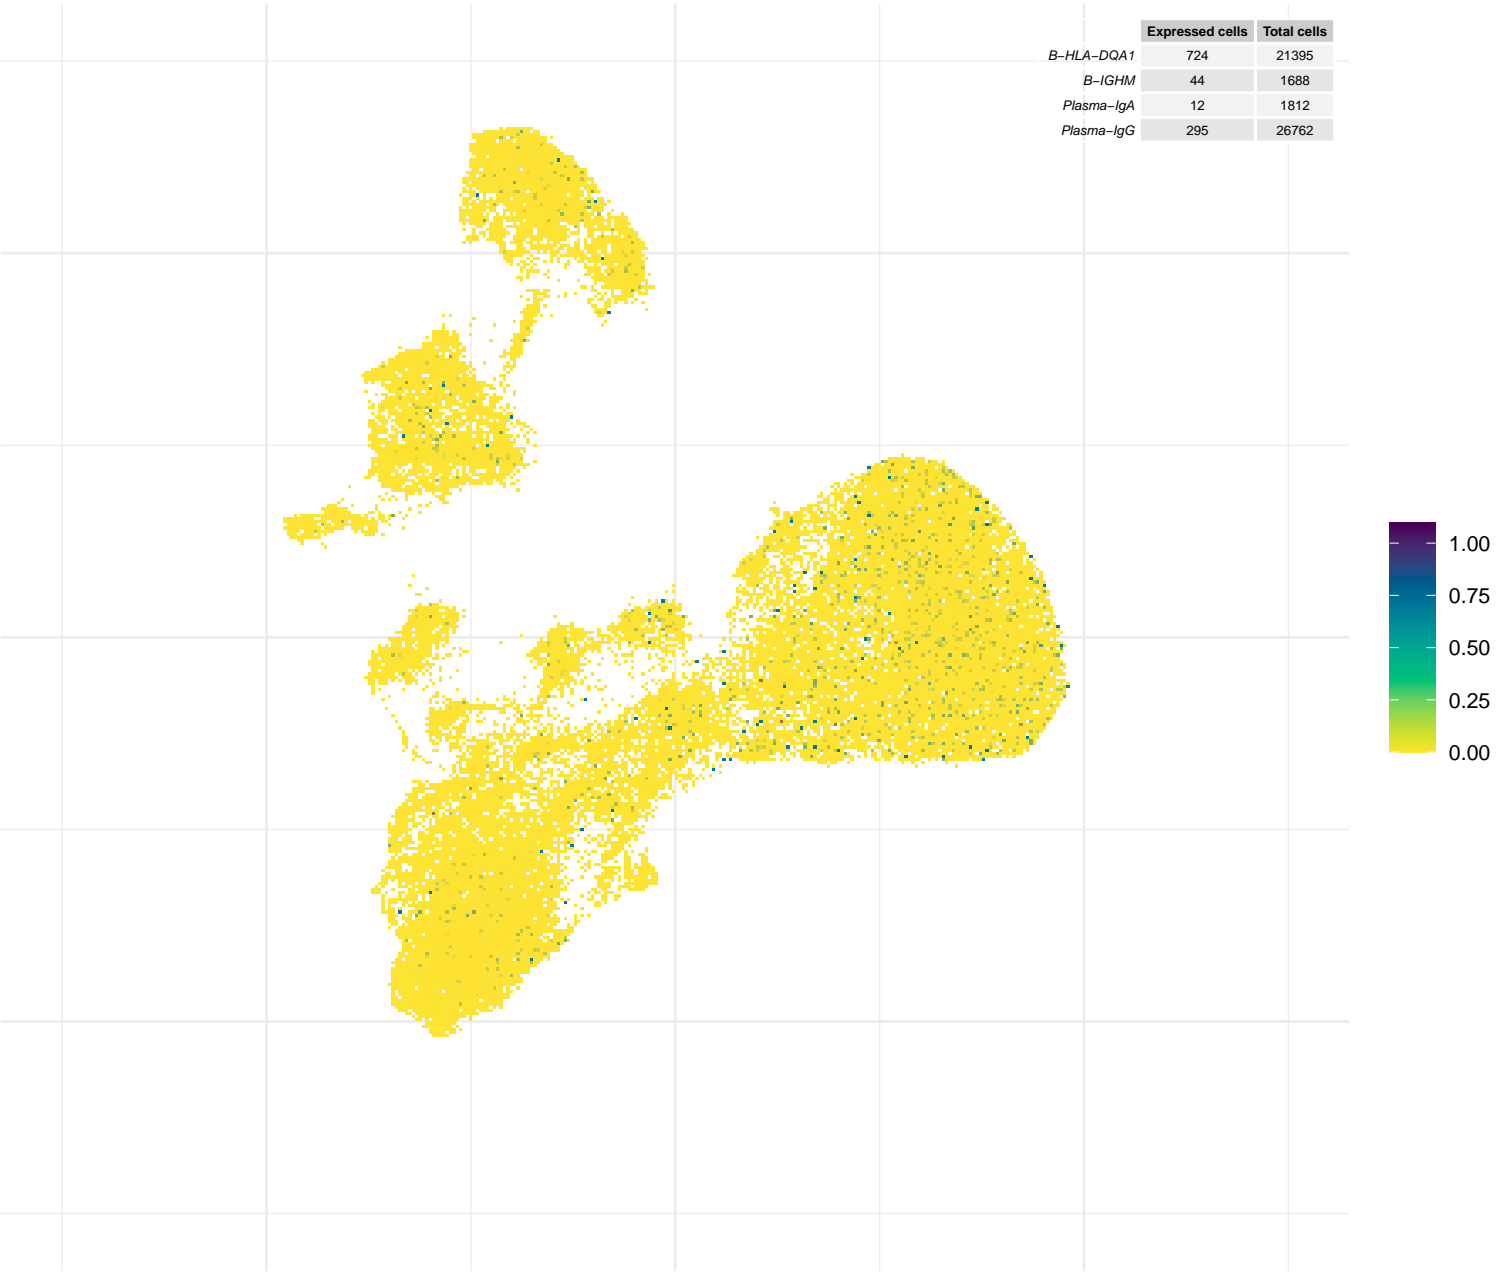 Expressed cells Total cells
B−HLA−DQA1 724 21395
B−IGHM 44 1688
Plasma−IgA 12 1812
Plasma−IgG 295 26762
1.00
0.75
0.50
0.25
0.00